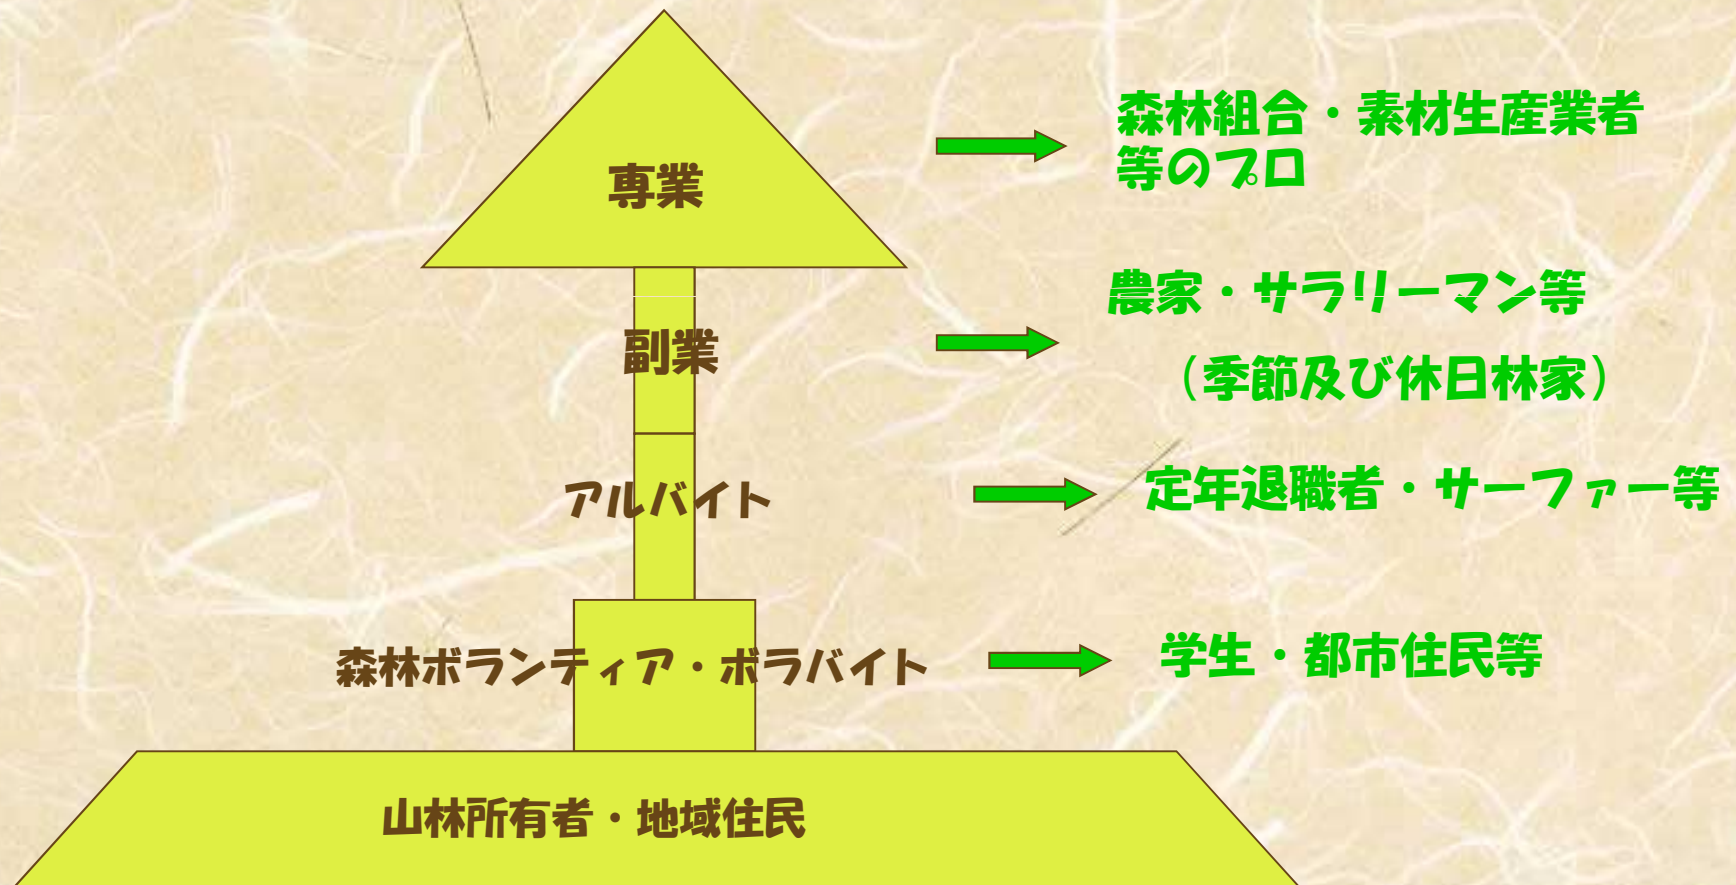 専業
森林組合・素材生産業者
等のプロ
副業
農家・サラリーマン等
（季節及び休日林家）
アルバイト
定年退職者・サーファー等
森林ボランティア・ボラバイト
学生・都市住民等
山林所有者・地域住民